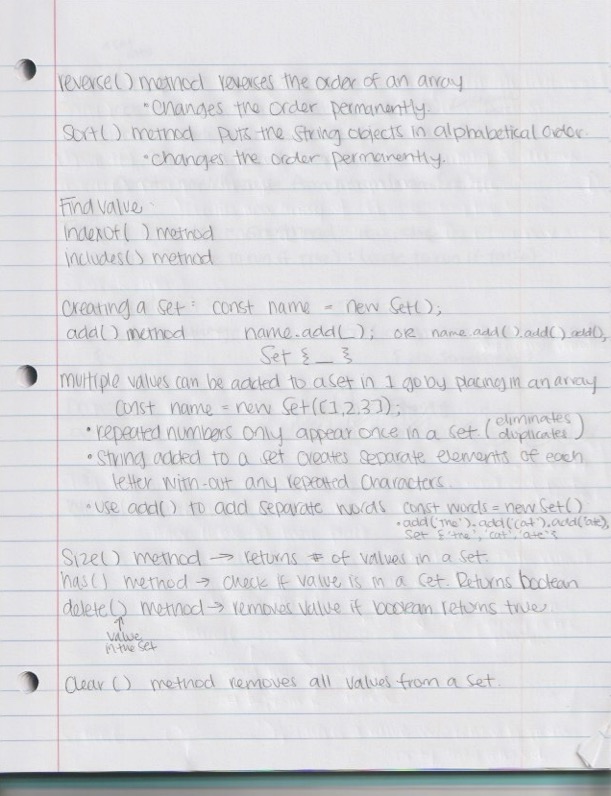 reverse() method reverses the order of an array
• Changes the order permanently.
Sort() method puts the string objects in alphabetical order.
• changes the order permanently.
Find value:
indexof( ) method
includes() method
Creating a set: const name = new Set();
add() method name.add(_); OR name.add().add().add();
Set {_}
multiple values can be added to a set in 1 go by placing in an array
const name = new Set([1,2,3]);
• repeated numbers only appear once in a set (eliminates duplicates)
• String added to a set creates separate elements of each
letter with-out any repeated characters.
• use add() to add separate words const words = new Set()
• add('the').add('cat').add('ate');
Set {'the', 'cat', 'ate'}
Size() method → returns # of values in a set.
has() method → check if value is in a set. Returns boolean
delete() method → removes value if boolean returns true.
↑
value
in the set
Clear () method removes all values from a set.